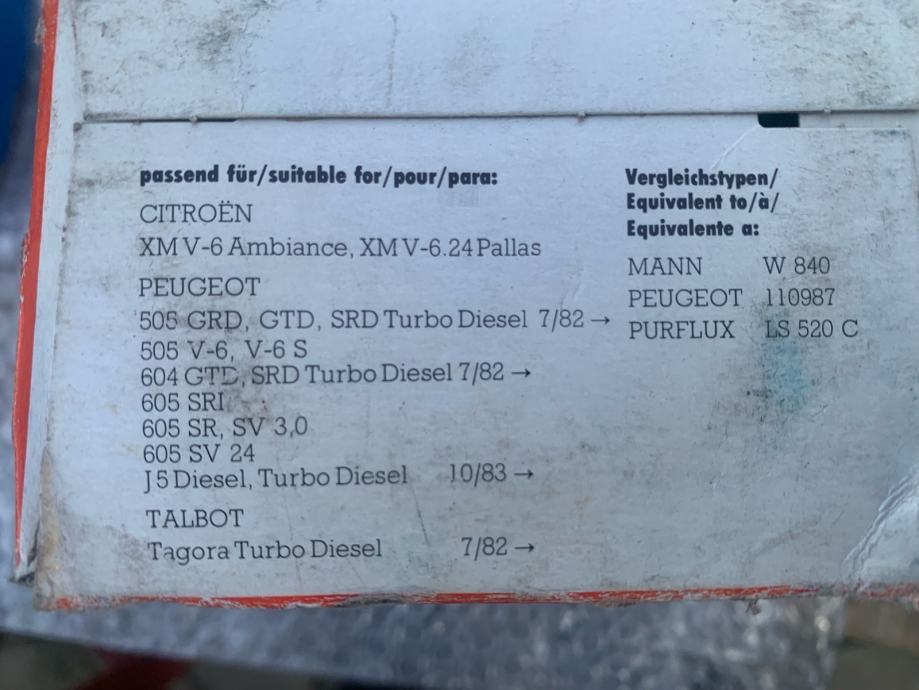 passend für/suitable for/pour/para:
CITROËN
XM V-6 Ambiance, XM V-6.24 Pallas
PEUGEOT
505 GRD, GTD, SRD Turbo Diesel 7/82 →
505 V-6, V-6 S
604 GTD, SRD Turbo Diesel 7/82 →
605 SRI
605 SR, SV 3,0
605 SV 24
J5 Diesel, Turbo Diesel 10/83 →
TALBOT
Tagora Turbo Diesel 7/82 →
Vergleichstypen/
Equivalent to/à/
Equivalente a:
MANN W 840
PEUGEOT 110987
PURFLUX LS 520 C